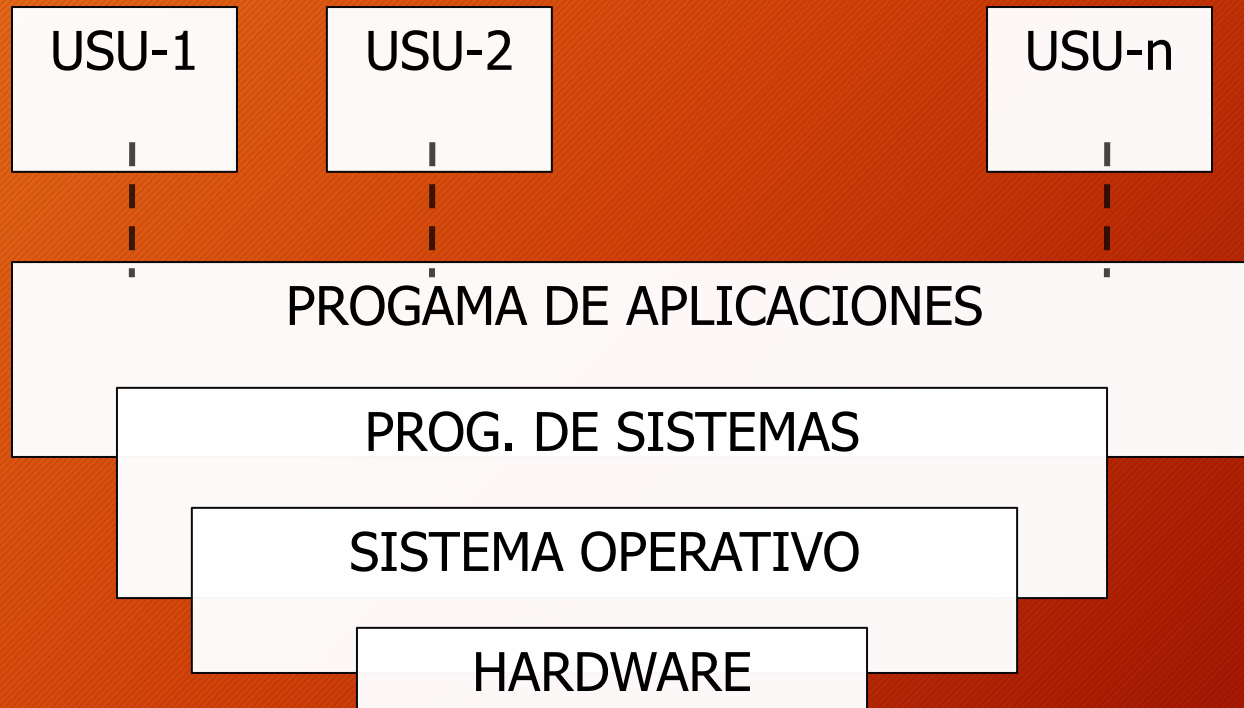 USU-1
USU-2
USU-n
PROGAMA DE APLICACIONES
PROG. DE SISTEMAS
SISTEMA OPERATIVO
HARDWARE